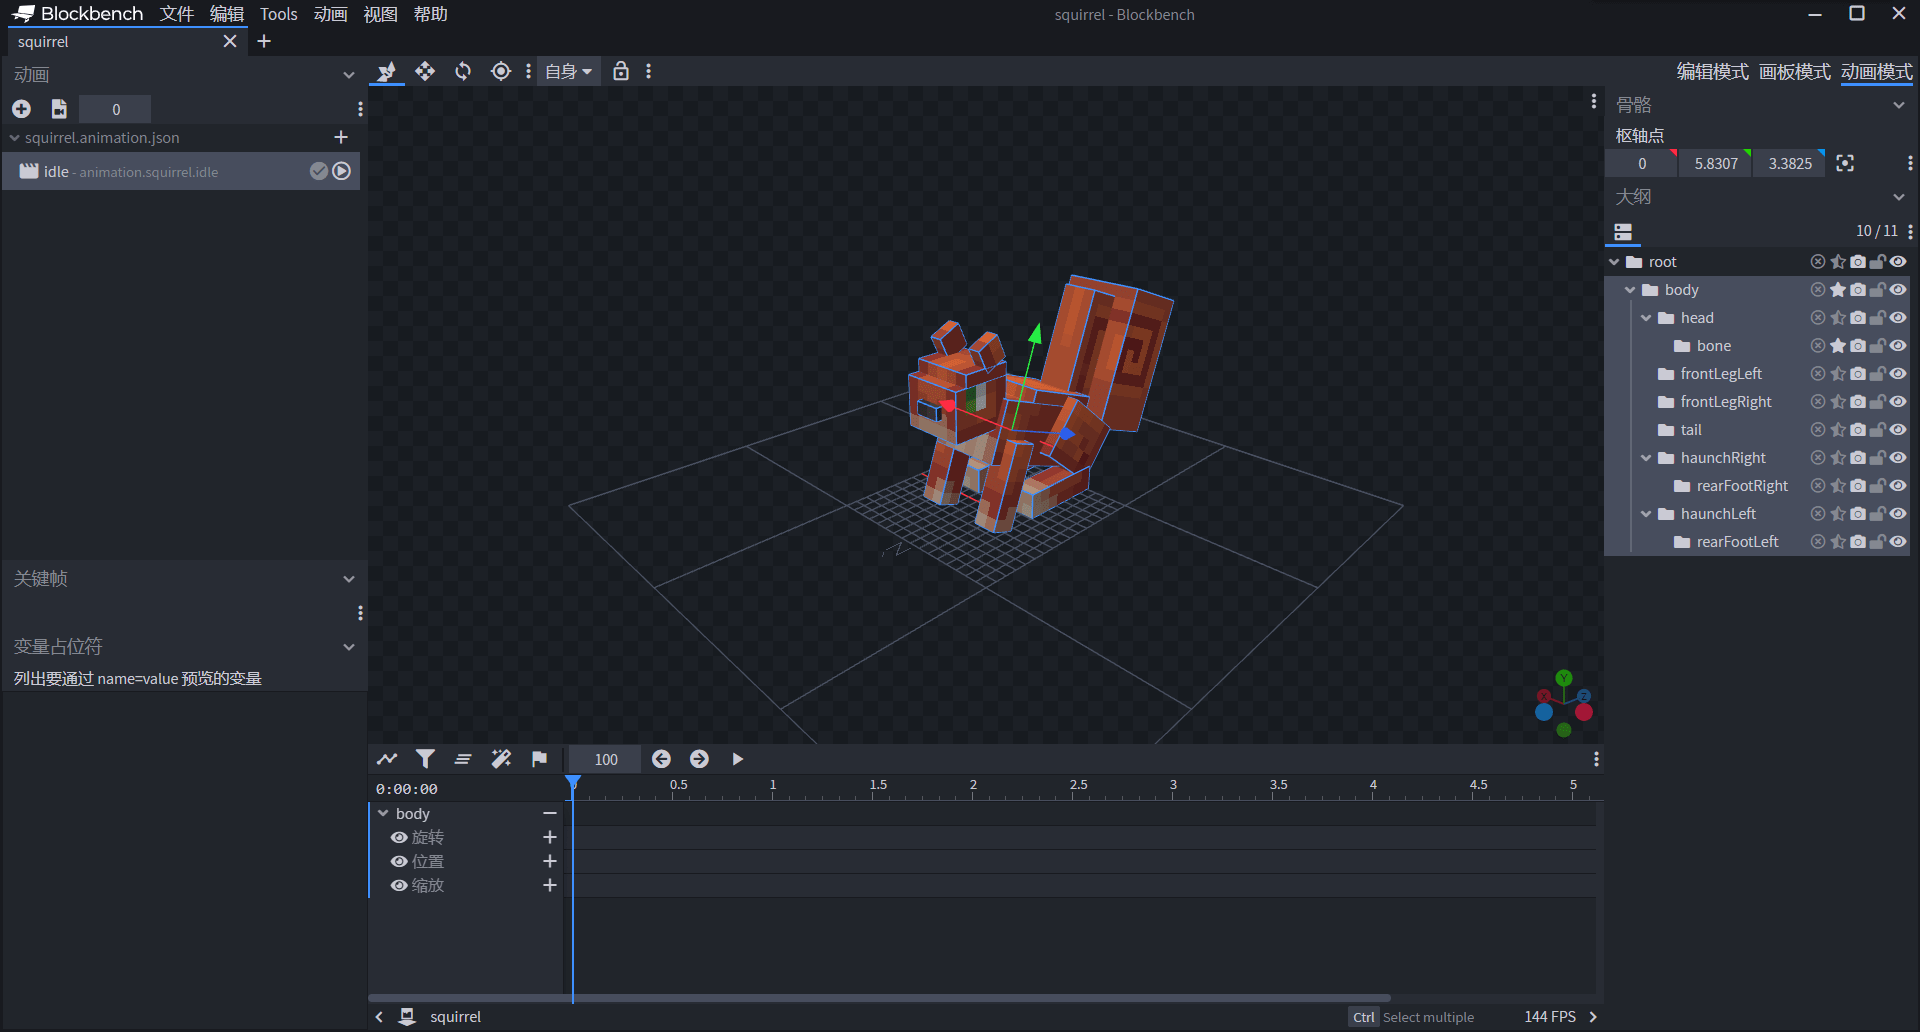 Blockbench 文件 编辑 Tools 动画 视图 帮助
squirrel - Blockbench
squirrel
动画
自身
编辑模式 画板模式 动画模式
0
squirrel.animation.json
idle - animation.squirrel.idle
骨骼
枢轴点
0 5.8307 3.3825
大纲
10 / 11
root
body
head
bone
frontLegLeft
frontLegRight
tail
haunchRight
rearFootRight
haunchLeft
rearFootLeft
关键帧
变量占位符
列出要通过 name=value 预览的变量
Y
X
Z
100
0:00:00
0 0.5 1 1.5 2 2.5 3 3.5 4 4.5 5
body
旋转
位置
缩放
squirrel
Ctrl Select multiple
144 FPS